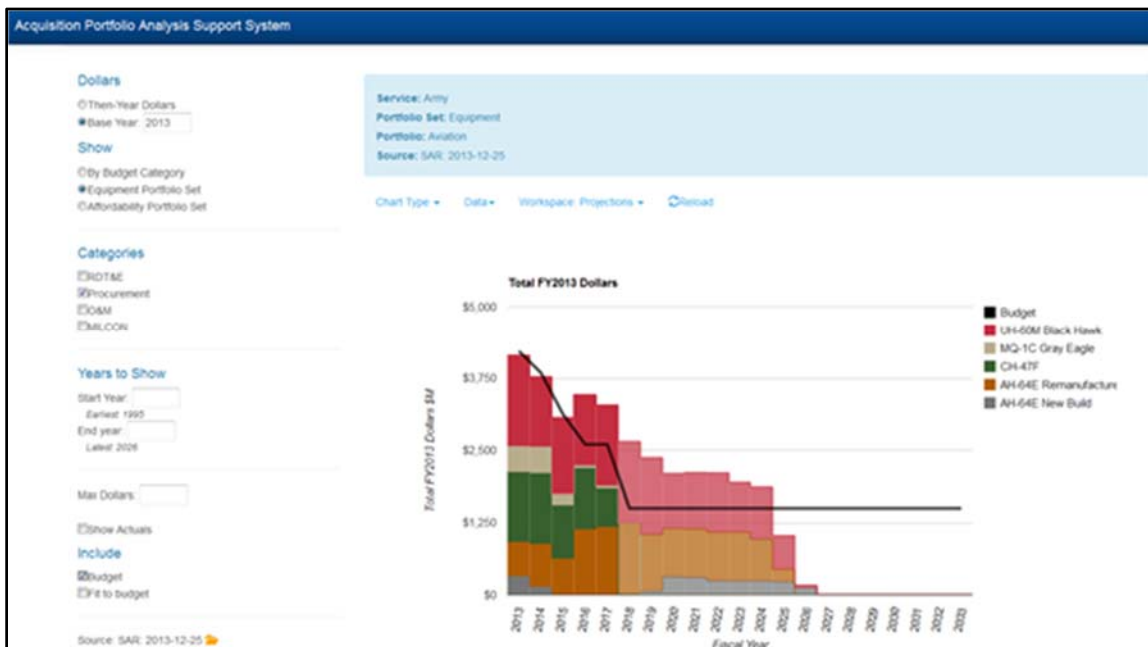 Acquisition Portfolio Analysis Support System
Dollars
Then-Year Dollars
Base Year: 2013
Show
By Budget Category
Equipment Portfolio Set
Affordability Portfolio Set
Categories
RDT&E
Procurement
O&M
MILCON
Years to Show
Start Year:
Earliest: 1995
End year:
Latest: 2026
Max Dollars:
Show Actuals
Include
Budget
Fit to budget
Source: SAR: 2013-12-25
Service: Army
Portfolio Set: Equipment
Portfolio: Aviation
Source: SAR: 2013-12-25
Chart Type Data Workspace: Projections Reload
Total FY2013 Dollars
Total FY2013 Dollars $M
$5,000
$3,750
$2,500
$1,250
$0
2013 2014 2015 2016 2017 2018 2019 2020 2021 2022 2023 2024 2025 2026 2027 2028 2029 2030 2031 2032 2033
Fiscal Year
Budget
UH-60M Black Hawk
MQ-1C Gray Eagle
CH-47F
AH-64E Remanufacture
AH-64E New Build